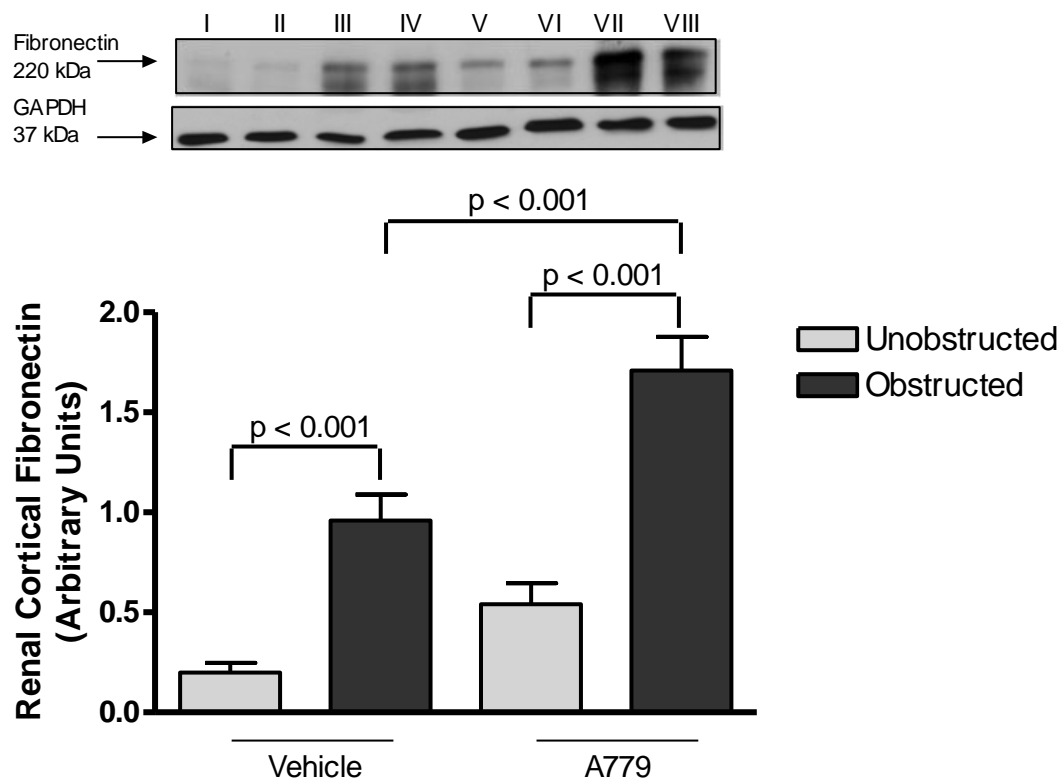 I II III IV V VI VII VIII
Fibronectin
220 kDa
GAPDH
37 kDa
p < 0.001
p < 0.001
p < 0.001
Renal Cortical Fibronectin
(Arbitrary Units)
2.0
1.5
1.0
0.5
0.0
Unobstructed
Obstructed
Vehicle A779